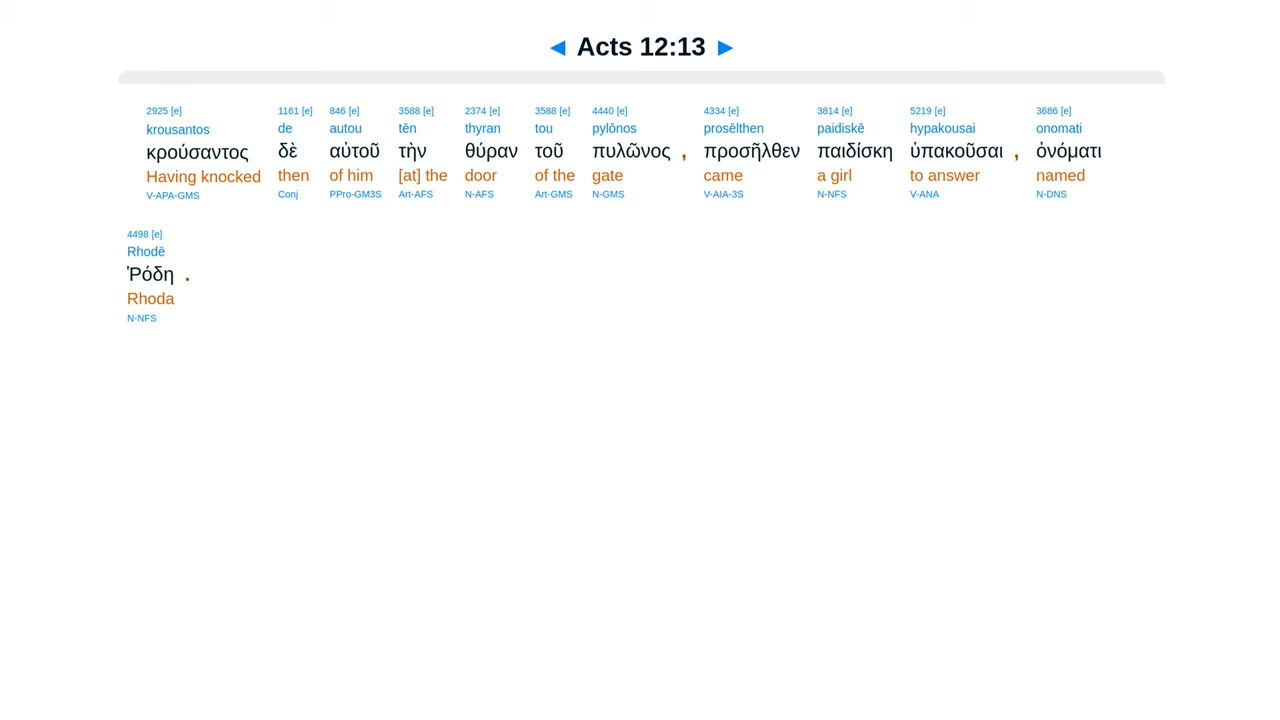 ◄ Acts 12:13 ►
2925 [e] 1161 [e] 846 [e] 3588 [e] 2374 [e] 3588 [e] 4440 [e] 4334 [e] 3814 [e] 5219 [e] 3686 [e]
krousantos de autou tēn thyran tou pylōnos prosēlthen paidiskē hypakousai onomati
κρούσαντος δὲ αὐτοῦ τὴν θύραν τοῦ πυλῶνος , προσῆλθεν παιδίσκη ὑπακοῦσαι , ὀνόματι
Having knocked then of him [at] the door of the gate came a girl to answer named
V-APA-GMS Conj PPro-GM3S Art-AFS N-AFS Art-GMS N-GMS V-AIA-3S N-NFS V-ANA N-DNS
4498 [e]
Rhodē
Ῥόδη .
Rhoda
N-NFS